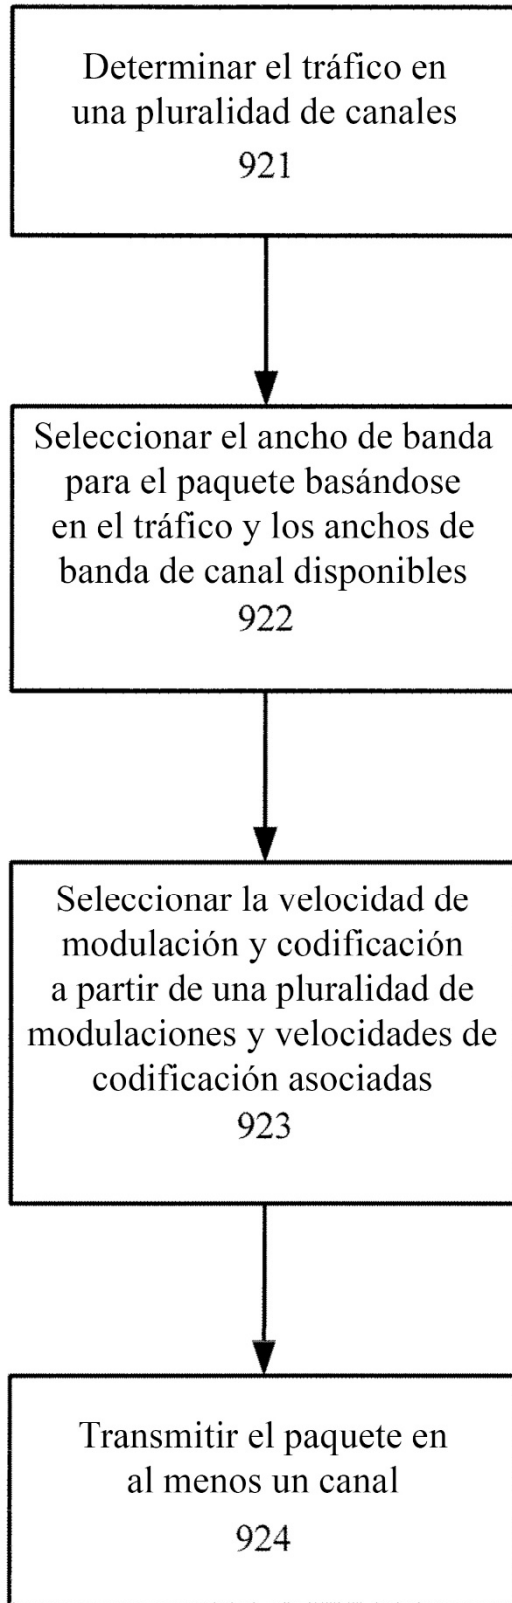 Determinar el tráfico en
una pluralidad de canales
921
Seleccionar el ancho de banda
para el paquete basándose
en el tráfico y los anchos de
banda de canal disponibles
922
Seleccionar la velocidad de
modulación y codificación
a partir de una pluralidad de
modulaciones y velocidades de
codificación asociadas
923
Transmitir el paquete en
al menos un canal
924